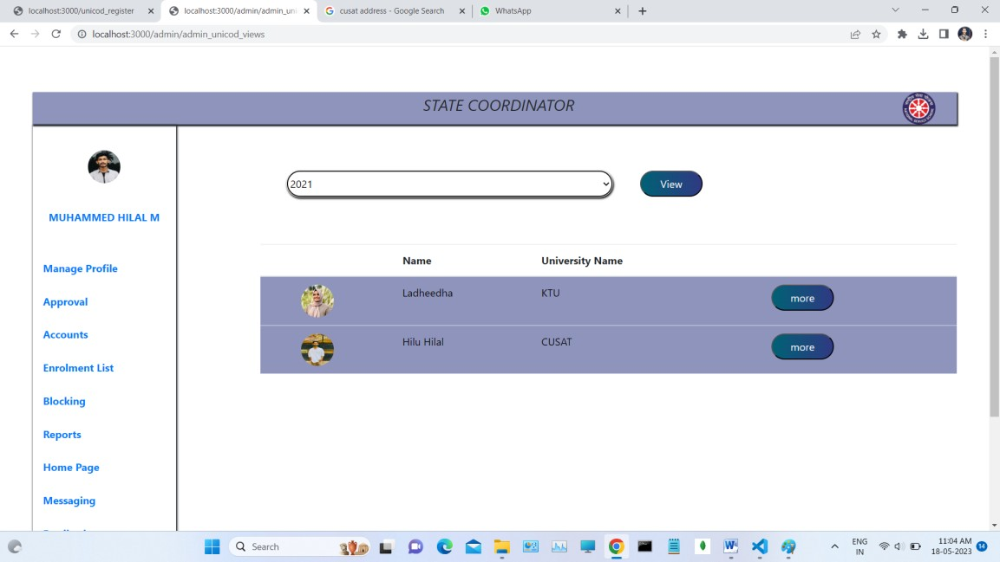 localhost:3000/unicod_register
localhost:3000/admin/admin_uni
cusat address - Google Search
WhatsApp
localhost:3000/admin/admin_unicod_views
STATE COORDINATOR
MUHAMMED HILAL M
Manage Profile
Approval
Accounts
Enrolment List
Blocking
Reports
Home Page
Messaging
2021
View
Name University Name
Ladheedha KTU more
Hilu Hilal CUSAT more
Search
ENG
IN
11:04 AM
18-05-2023
14